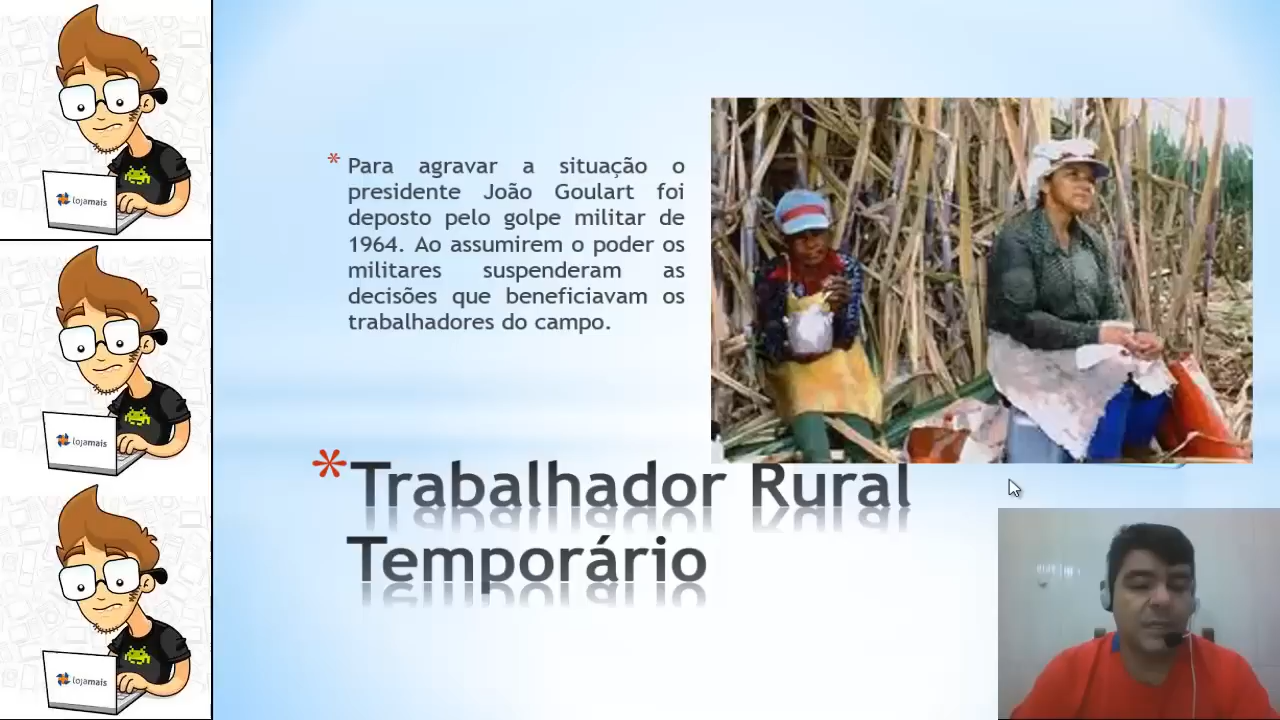 * Para agravar a situação o
presidente João Goulart foi
deposto pelo golpe militar de
1964. Ao assumirem o poder os
militares suspenderam as
decisões que beneficiavam os
trabalhadores do campo.
*Trabalhador Rural
Temporário
lojamais
lojamais
lojamais